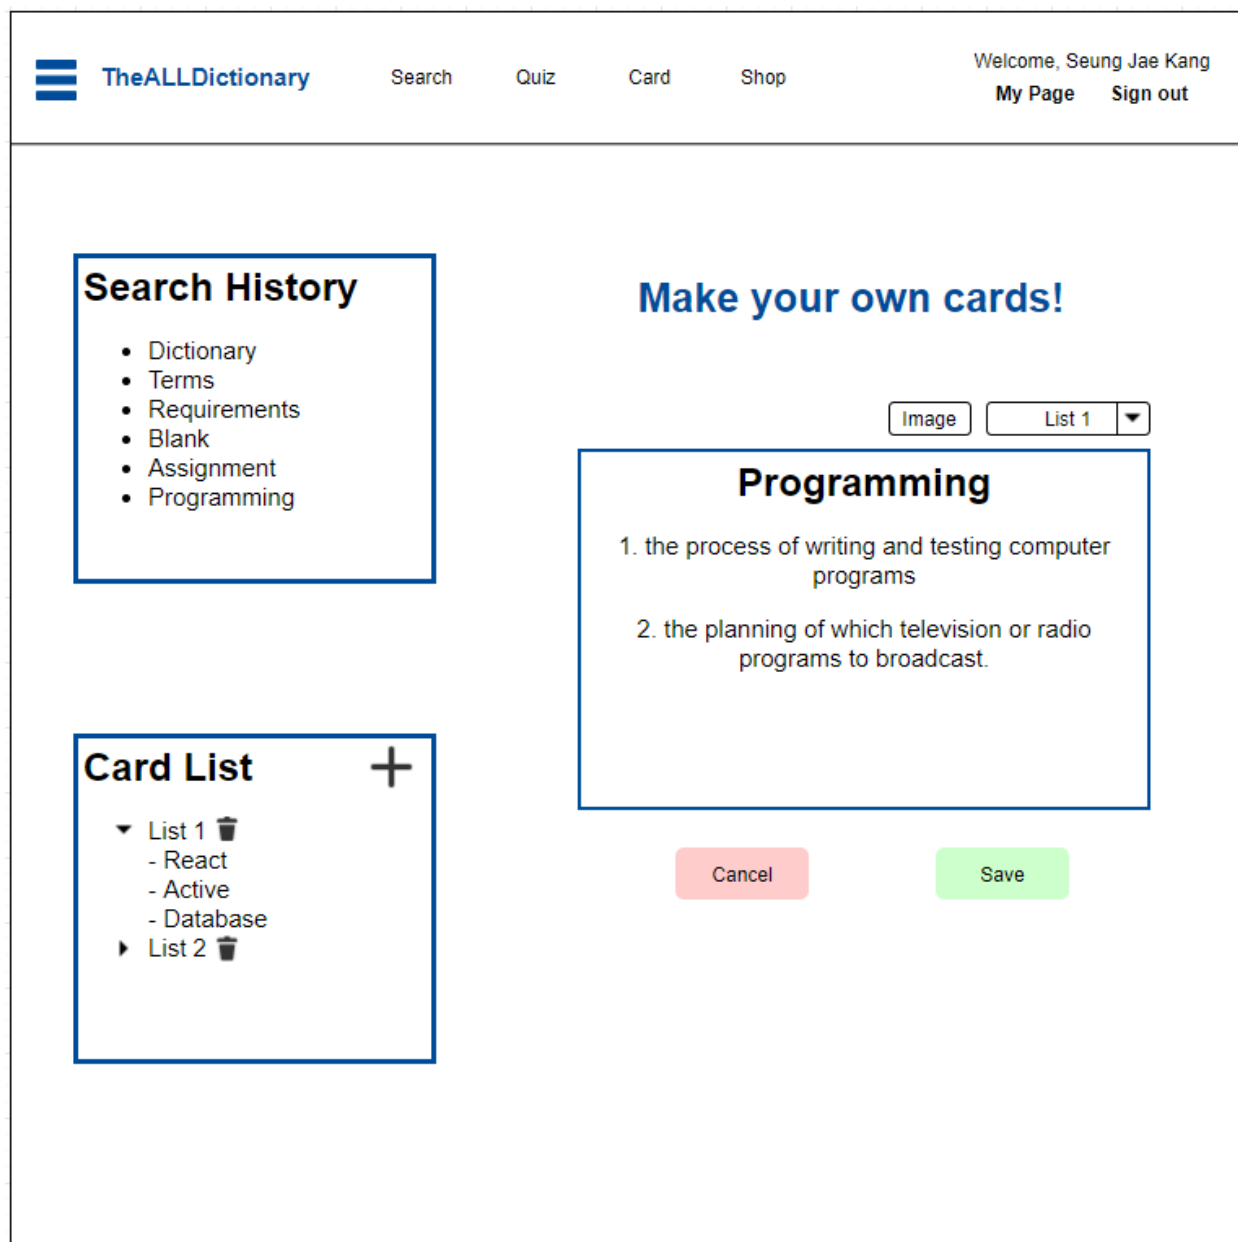 TheALLDictionary
Search
Quiz
Card
Shop
Welcome, Seung Jae Kang
My Page
Sign out
Search History
• Dictionary
• Terms
• Requirements
• Blank
• Assignment
• Programming
Card List
List 1
- React
- Active
- Database
List 2
Make your own cards!
Image
List 1
Programming
1. the process of writing and testing computer
programs
2. the planning of which television or radio
programs to broadcast.
Cancel
Save